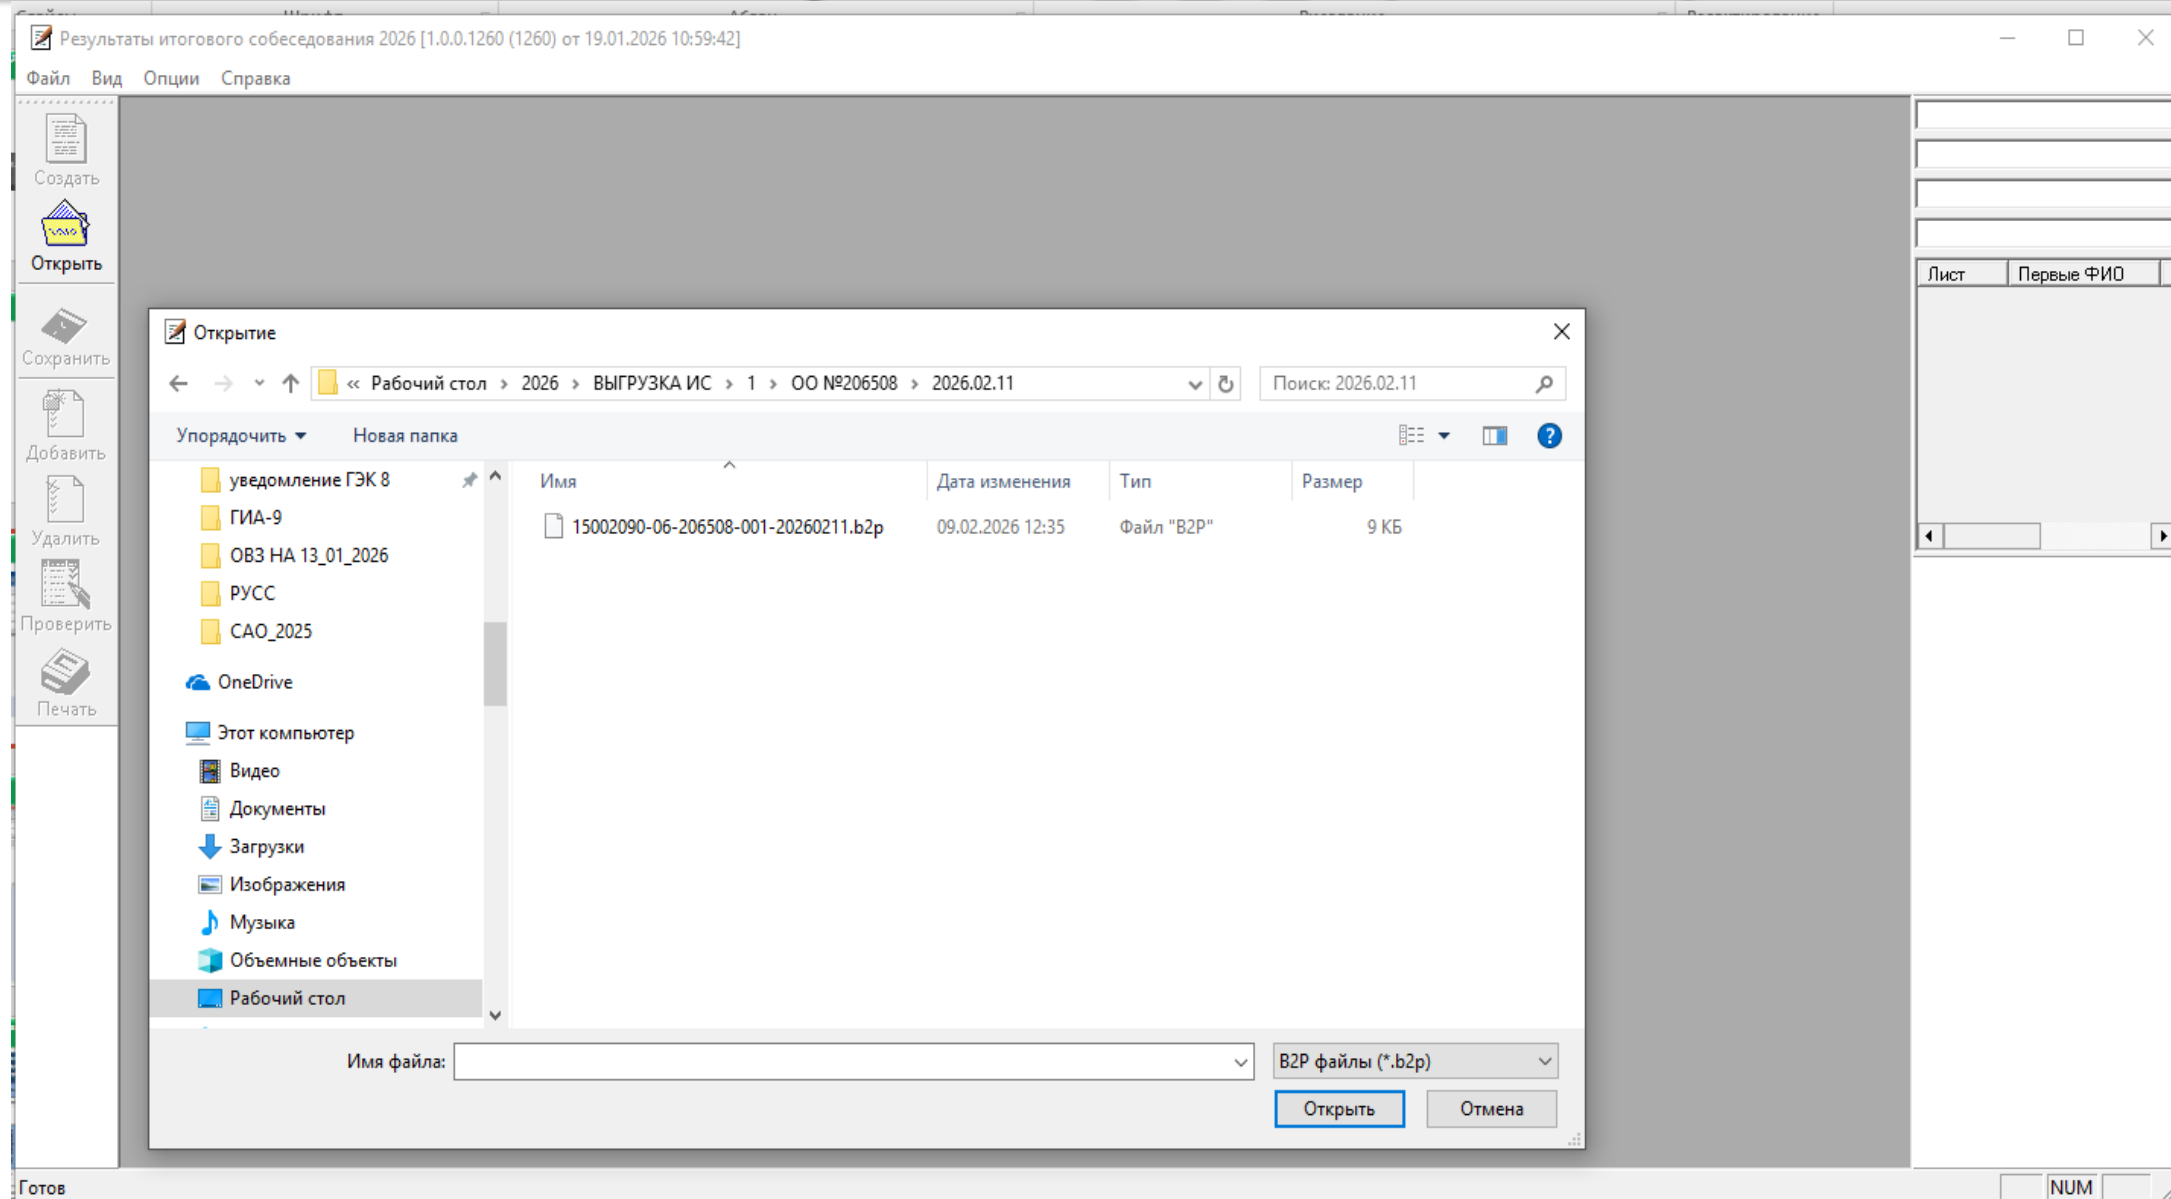 Результаты итогового собеседования 2026 [1.0.0.1260 (1260) от 19.01.2026 10:59:42]
Файл Вид Опции Справка
Создать
Открыть
Сохранить
Добавить
Удалить
Проверить
Печать
Лист Первые ФИО
Открытие
« Рабочий стол › 2026 › ВЫГРУЗКА ИС › 1 › ОО №206508 › 2026.02.11
Поиск: 2026.02.11
Упорядочить Новая папка
уведомление ГЭК 8
ГИА-9
ОВЗ НА 13_01_2026
РУСС
САО_2025
OneDrive
Этот компьютер
Видео
Документы
Загрузки
Изображения
Музыка
Объемные объекты
Рабочий стол
Имя Дата изменения Тип Размер
15002090-06-206508-001-20260211.b2p 09.02.2026 12:35 Файл "B2P" 9 КБ
Имя файла:
B2P файлы (*.b2p)
Открыть Отмена
Готов
NUM